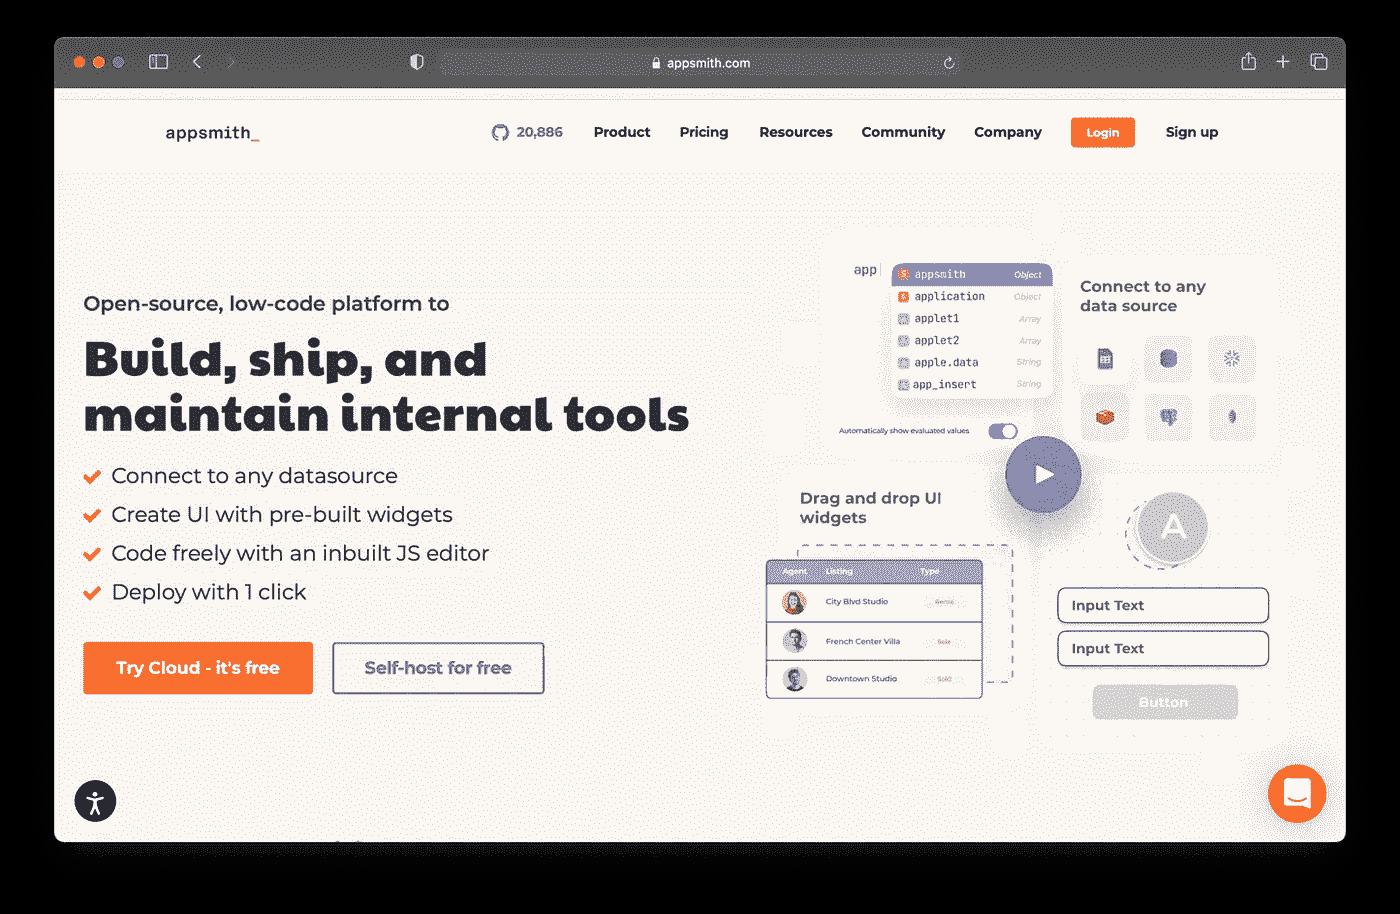 appsmith.com
appsmith_
20,886
Product
Pricing
Resources
Community
Company
Login
Sign up
Open-source, low-code platform to
Build, ship, and
maintain internal tools
Connect to any datasource
Create UI with pre-built widgets
Code freely with an inbuilt JS editor
Deploy with 1 click
Try Cloud - it's free
Self-host for free
app
appsmith Object
application Object
applet1 Array
applet2 Array
apple.data String
app_insert String
Automatically show evaluated values
Connect to any
data source
Drag and drop UI
widgets
Agent Listing Type
City Blvd Studio
French Center Villa Sold
Downtown Studio Sold
A
Input Text
Input Text
Button